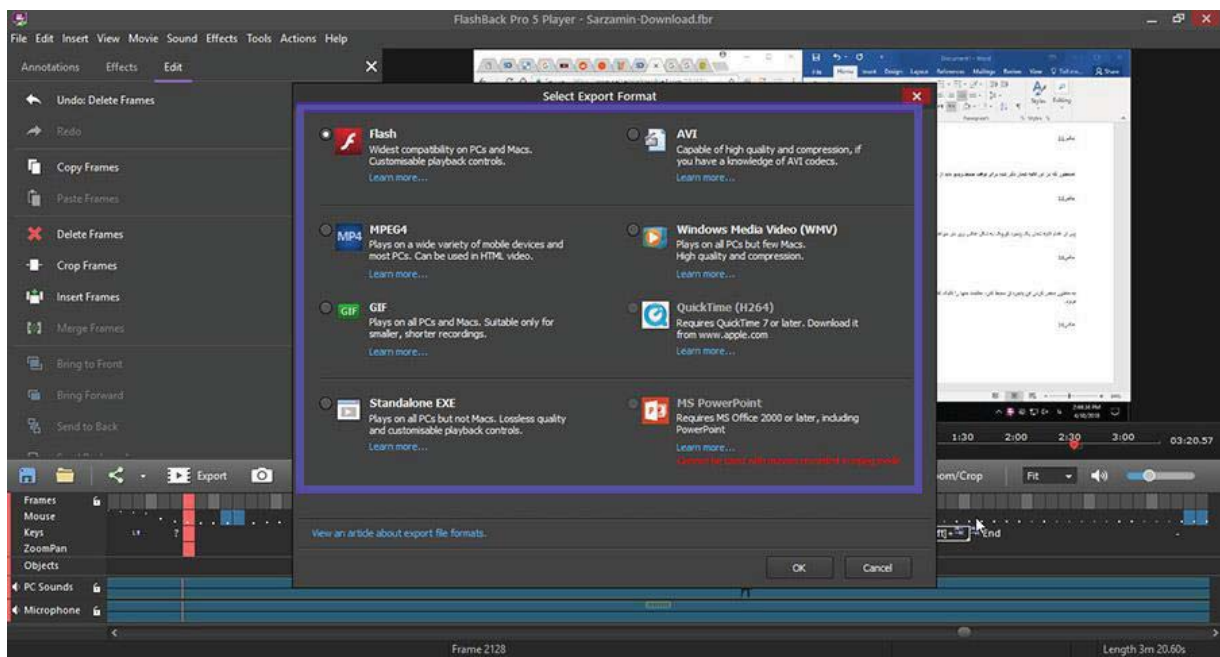 FlashBack Pro 5 Player - Sarzamin-Download.fbr
File Edit Insert View Movie Sound Effects Tools Actions Help
Annotations Effects Edit
Undo: Delete Frames
Redo
Copy Frames
Paste Frames
Delete Frames
Crop Frames
Insert Frames
Merge Frames
Bring to Front
Bring Forward
Send to Back
Select Export Format
Flash
Widest compatibility on PCs and Macs.
Customisable playback controls.
Learn more...
AVI
Capable of high quality and compression, if
you have a knowledge of AVI codecs.
Learn more...
MP4
MPEG4
Plays on a wide variety of mobile devices and
most PCs. Can be used in HTML video.
Learn more...
Windows Media Video (WMV)
Plays on all PCs but few Macs.
High quality and compression.
Learn more...
GIF
GIF
Plays on all PCs and Macs. Suitable only for
smaller, shorter recordings.
Learn more...
QuickTime (H264)
Requires QuickTime 7 or later. Download it
from www.apple.com
Learn more...
Standalone EXE
Plays on all PCs but not Macs. Lossless quality
and customisable playback controls.
Learn more...
MS PowerPoint
Requires MS Office 2000 or later, including
PowerPoint
Learn more...
View an article about export file formats.
OK Cancel
1:30 2:00 2:30 3:00 03:20.57
Export
om/Crop Fit
Frames
Mouse
Keys
ZoomPan
Objects
PC Sounds
Microphone
End
Frame 2128
Length 3m 20.60s